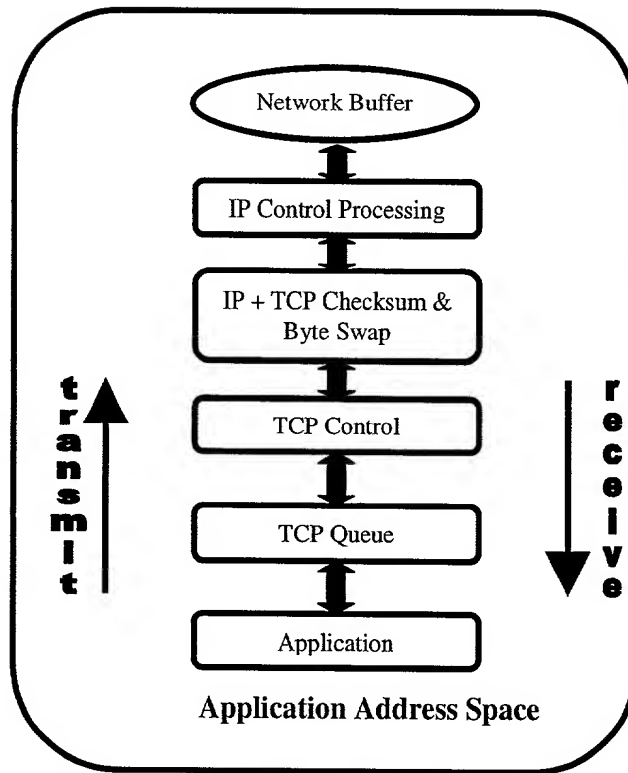 Network Buffer
IP Control Processing
IP + TCP Checksum &
Byte Swap
TCP Control
TCP Queue
Application
transmit
receive
Application Address Space